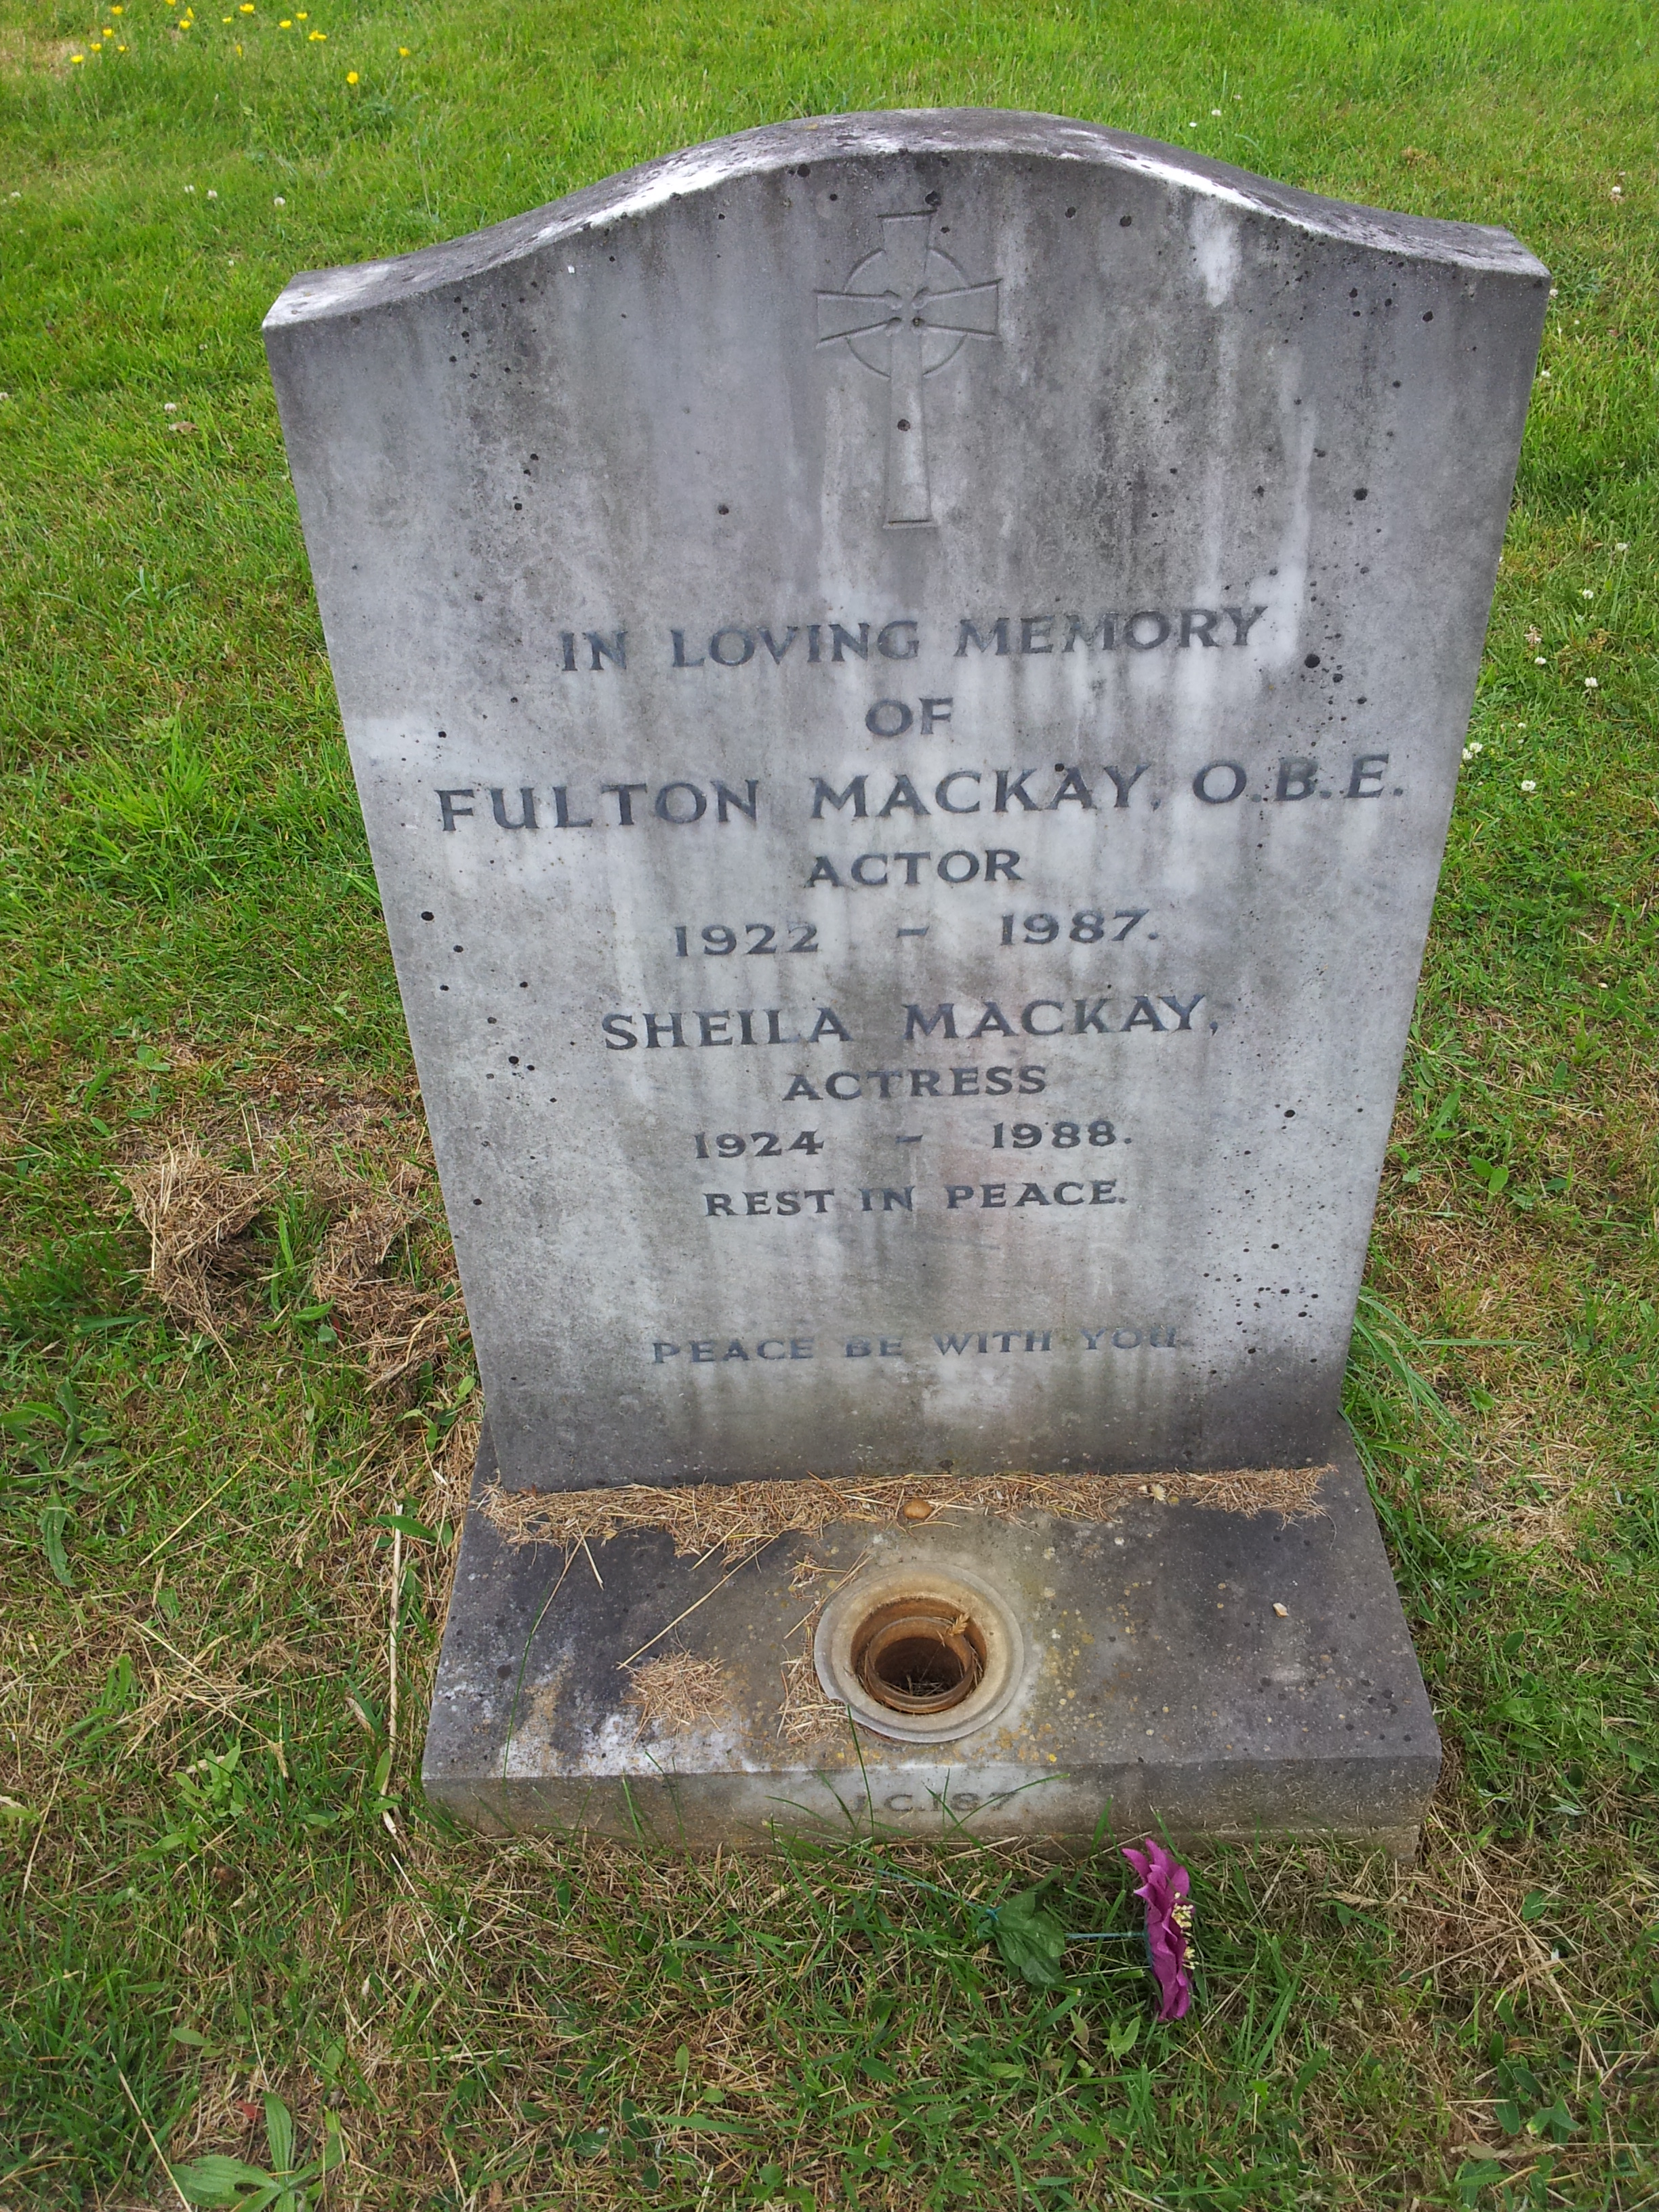 IN LOVING MEMORY
OF
FULTON MACKAY, O.B.E.
ACTOR
1922 - 1987.
SHEILA MACKAY,
ACTRESS
1924 - 1988.
REST IN PEACE.
PEACE BE WITH YOU
J.C.187